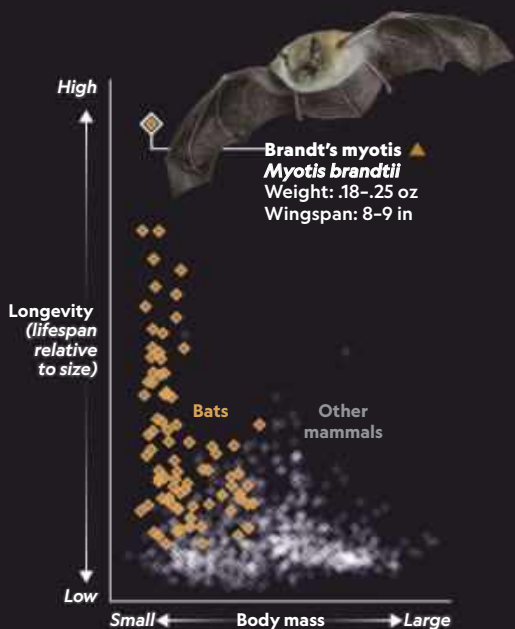 High
Brandt's myotis
Myotis brandtii
Weight: .18–.25 oz
Wingspan: 8–9 in
Longevity
(lifespan
relative
to size)
Bats
Other
mammals
Low
Small
Body mass
Large